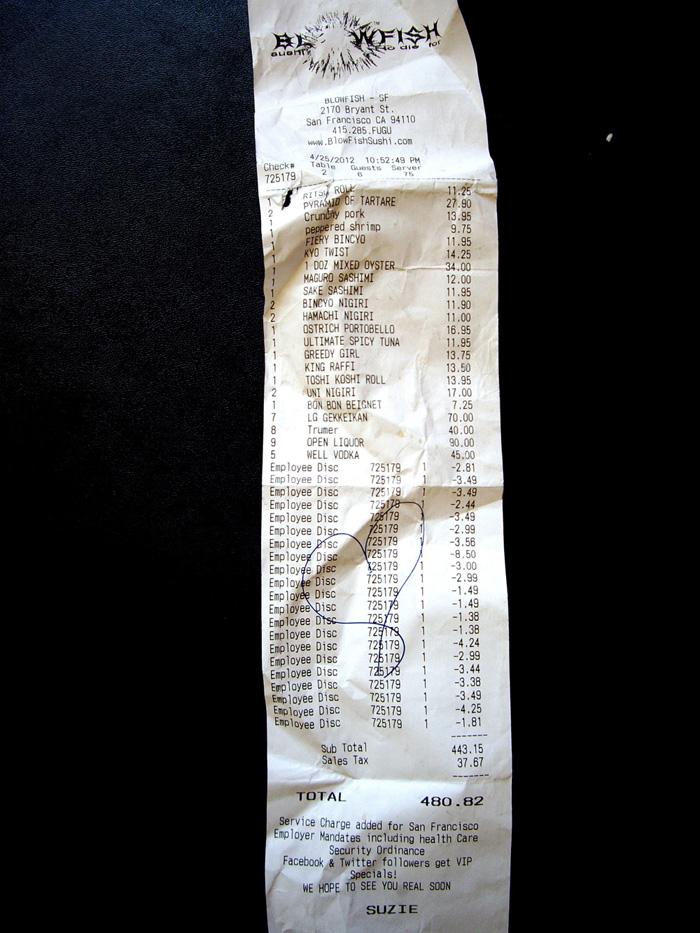 BLOWFISH
sushi to die for
BLOWFISH - SF
2170 Bryant St.
San Francisco CA 94110
415.285.FUGU
www.BlowFishSushi.com
4/25/2012 10:52:49 PM
Check# Table Guests Server
725179 2 6 75
1 RITSU ROLL 11.25
2 PYRAMID OF TARTARE 27.90
1 Crunchy pork 13.95
1 peppered shrimp 9.75
1 FIERY BINCYO 11.95
1 KYO TWIST 14.25
1 1 DOZ MIXED OYSTER 34.00
1 MAGURO SASHIMI 12.00
1 SAKE SASHIMI 11.95
2 BINCYO NIGIRI 11.90
2 HAMACHI NIGIRI 11.00
1 OSTRICH PORTOBELLO 16.95
1 ULTIMATE SPICY TUNA 11.95
1 GREEDY GIRL 13.75
1 KING RAFFI 13.50
1 TOSHI KOSHI ROLL 13.95
2 UNI NIGIRI 17.00
1 BON BON BEIGNET 7.25
7 LG GEKKEIKAN 70.00
8 Trumer 40.00
9 OPEN LIQUOR 90.00
5 WELL VODKA 45.00
Employee Disc 725179 1 -2.81
Employee Disc 725179 1 -3.49
Employee Disc 725179 1 -3.49
Employee Disc 725179 1 -2.44
Employee Disc 725179 1 -3.49
Employee Disc 725179 1 -2.99
Employee Disc 725179 1 -3.56
Employee Disc 725179 1 -8.50
Employee Disc 725179 1 -3.00
Employee Disc 725179 1 -2.99
Employee Disc 725179 1 -1.49
Employee Disc 725179 1 -1.49
Employee Disc 725179 1 -1.38
Employee Disc 725179 1 -1.38
Employee Disc 725179 1 -4.24
Employee Disc 725179 1 -2.99
Employee Disc 725179 1 -3.44
Employee Disc 725179 1 -3.38
Employee Disc 725179 1 -3.49
Employee Disc 725179 1 -4.25
Employee Disc 725179 1 -1.81
Sub Total 443.15
Sales Tax 37.67
TOTAL 480.82
Service Charge added for San Francisco
Employer Mandates including health Care
Security Ordinance
Facebook & Twitter followers get VIP
Specials!
WE HOPE TO SEE YOU REAL SOON
SUZIE